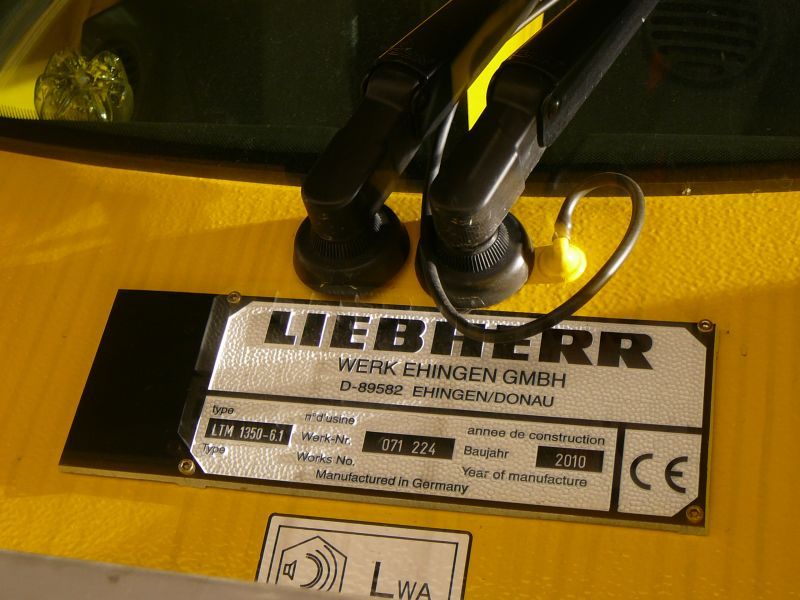 LIEBHERR
WERK EHINGEN GMBH
D-89582 EHINGEN/DONAU
type
LTM 1350-6.1
Type
n°d'usine
Werk-Nr.
Works No.
071 224
annee de construction
Baujahr
Year of manufacture
2010
Manufactured in Germany
CE
LWA